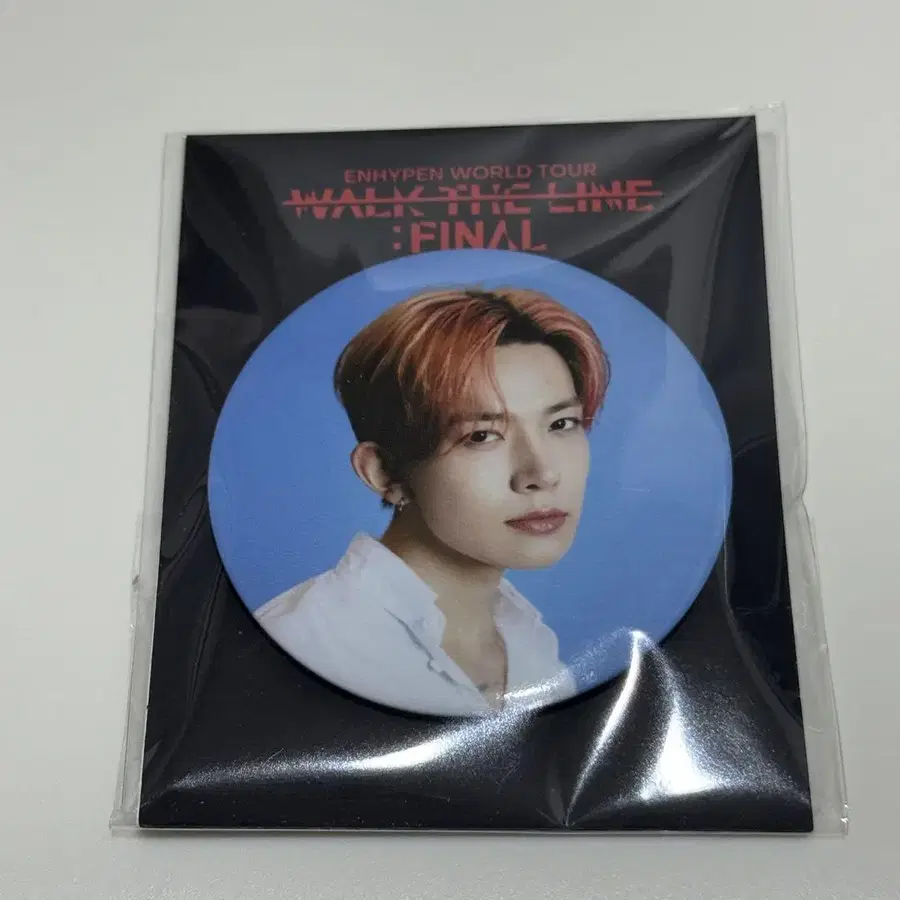 ENHYPEN WORLD TOUR
WALK THE LINE
:FINAL